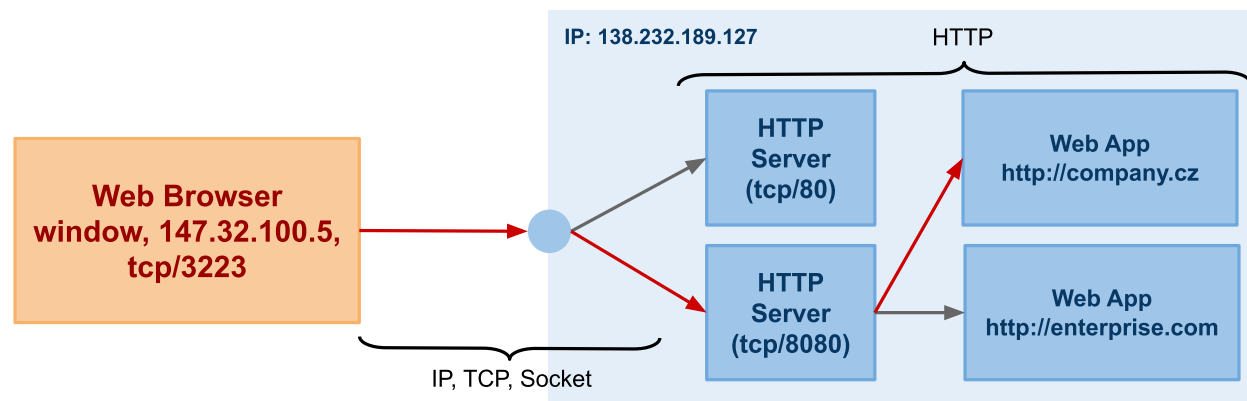 IP: 138.232.189.127
HTTP
HTTP
Server
(tcp/80)
Web App
http://company.cz
Web Browser
window, 147.32.100.5,
tcp/3223
HTTP
Server
(tcp/8080)
Web App
http://enterprise.com
IP, TCP, Socket